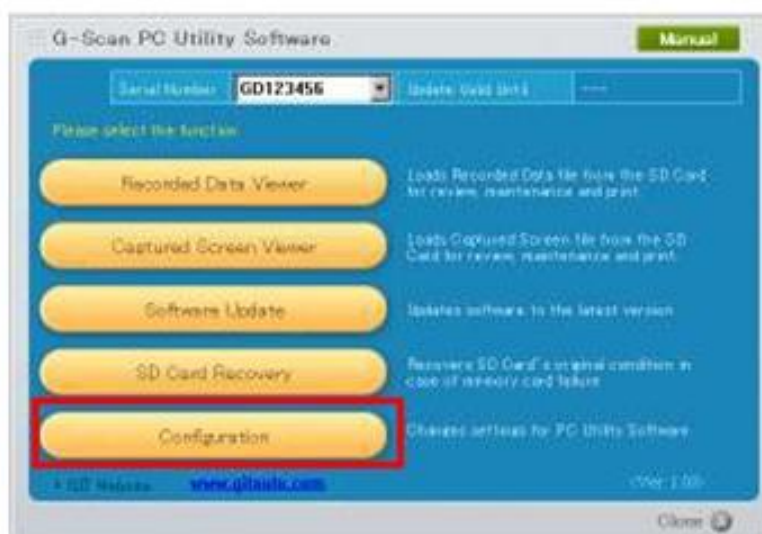 G-Scan PC Utility Software
Manual
Serial Number GD123456 Update Valid Until ----
Please select the function
Recorded Data Viewer
Loads Recorded Data file from the SD Card
for review, maintenance and print.
Captured Screen Viewer
Loads Captured Screen file from the SD
Card for review, maintenance and print.
Software Update
Updates software to the latest version
SD Card Recovery
Recovers SD Card's original condition in
case of memory card failure
Configuration
Changes settings for PC Utility Software
Website
Close